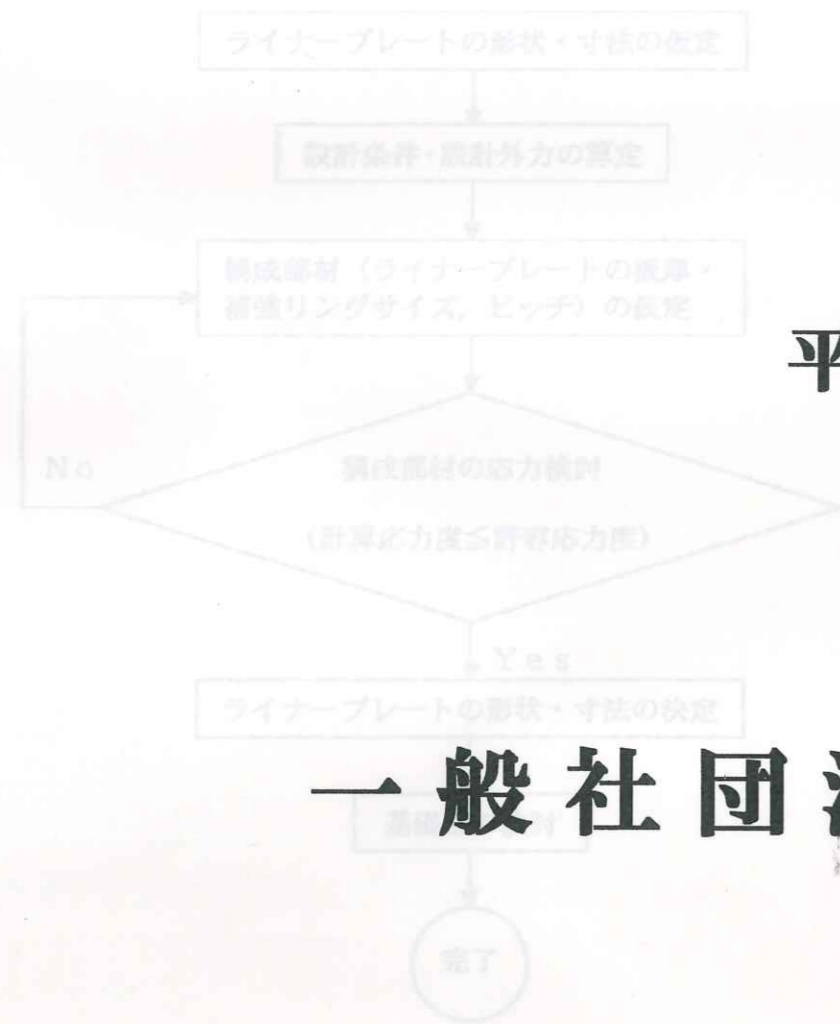 ライナープレートの形状・寸法の仮定
設計条件・設計外力の算定
構成部材（ライナープレートの板厚・
補強リングサイズ，ピッチ）の仮定
平
No
構成部材の応力検討
（計算応力度≦許容応力度）
Yes
ライナープレートの形状・寸法の決定
一般社団法
完了